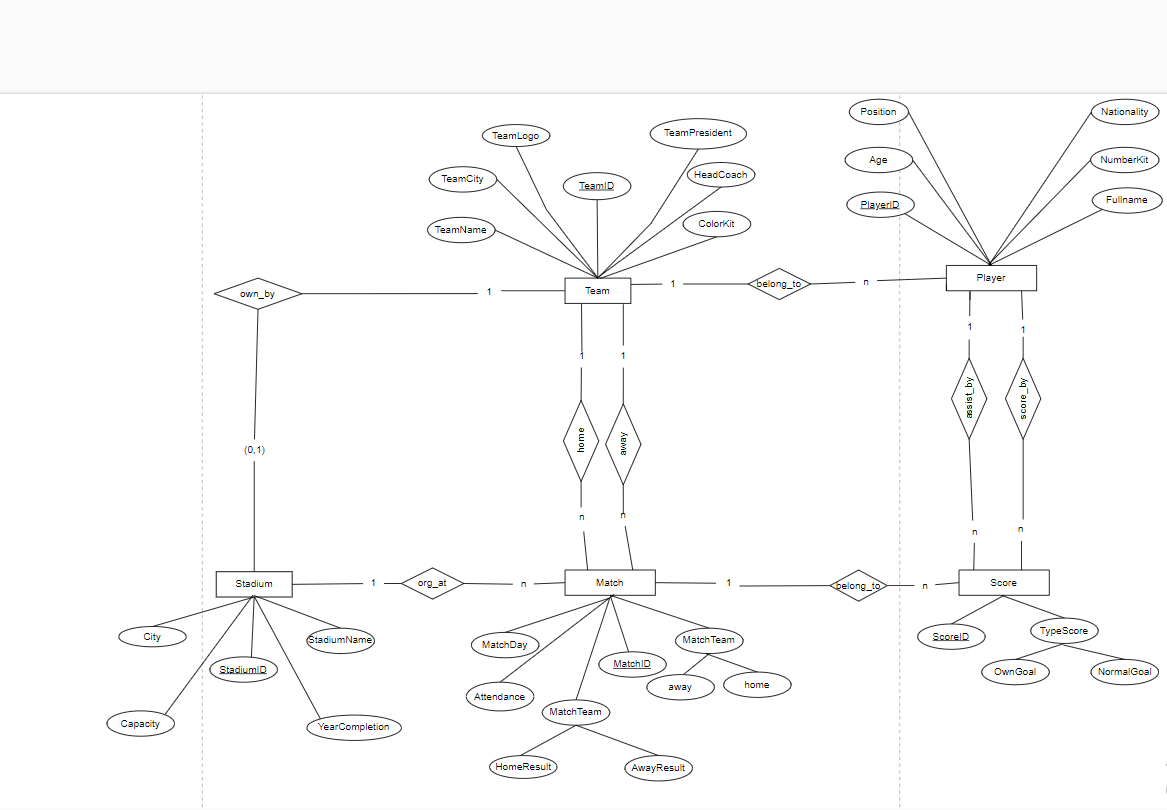 Position
Nationality
TeamLogo
TeamPresident
Age
NumberKit
TeamCity
TeamID
HeadCoach
PlayerID
Fullname
TeamName
ColorKit
own_by
1
Team
1
belong_to
n
Player
1
1
1
1
assist_by
score_by
home
away
(0,1)
n
n
n
n
Stadium
1
org_at
n
Match
1
belong_to
n
Score
City
StadiumName
StadiumID
Capacity
YearCompletion
MatchDay
MatchTeam
MatchID
away
home
Attendance
MatchTeam
HomeResult
AwayResult
ScoreID
TypeScore
OwnGoal
NormalGoal